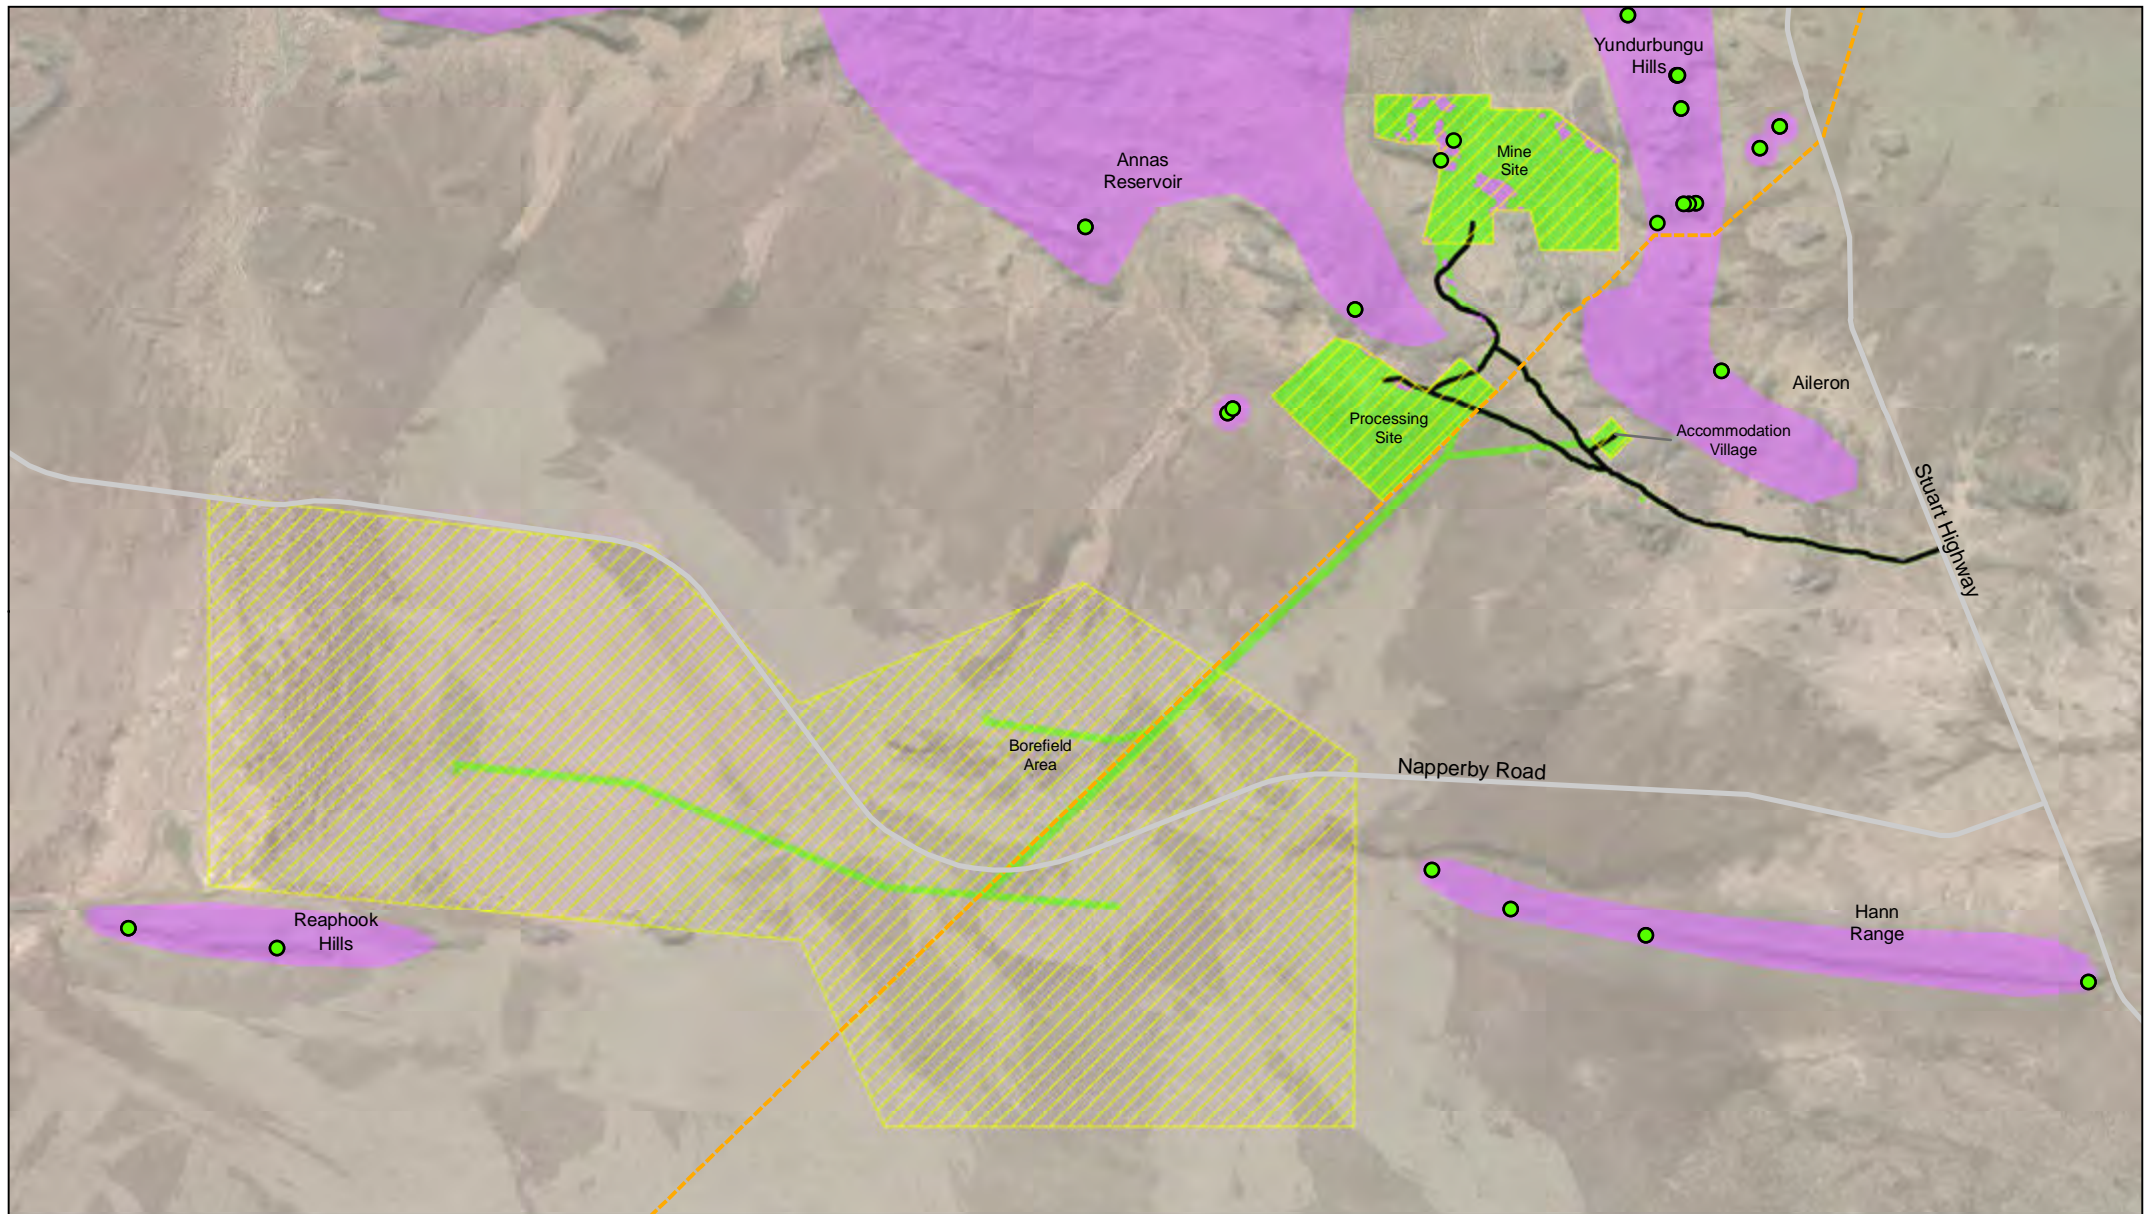 Yundurbungu
Hills
Annas
Reservoir
Mine
Site
Aileron
Processing
Site
Accommodation
Village
Stuart Highway
Borefield
Area
Napperby Road
Reaphook
Hills
Hann
Range